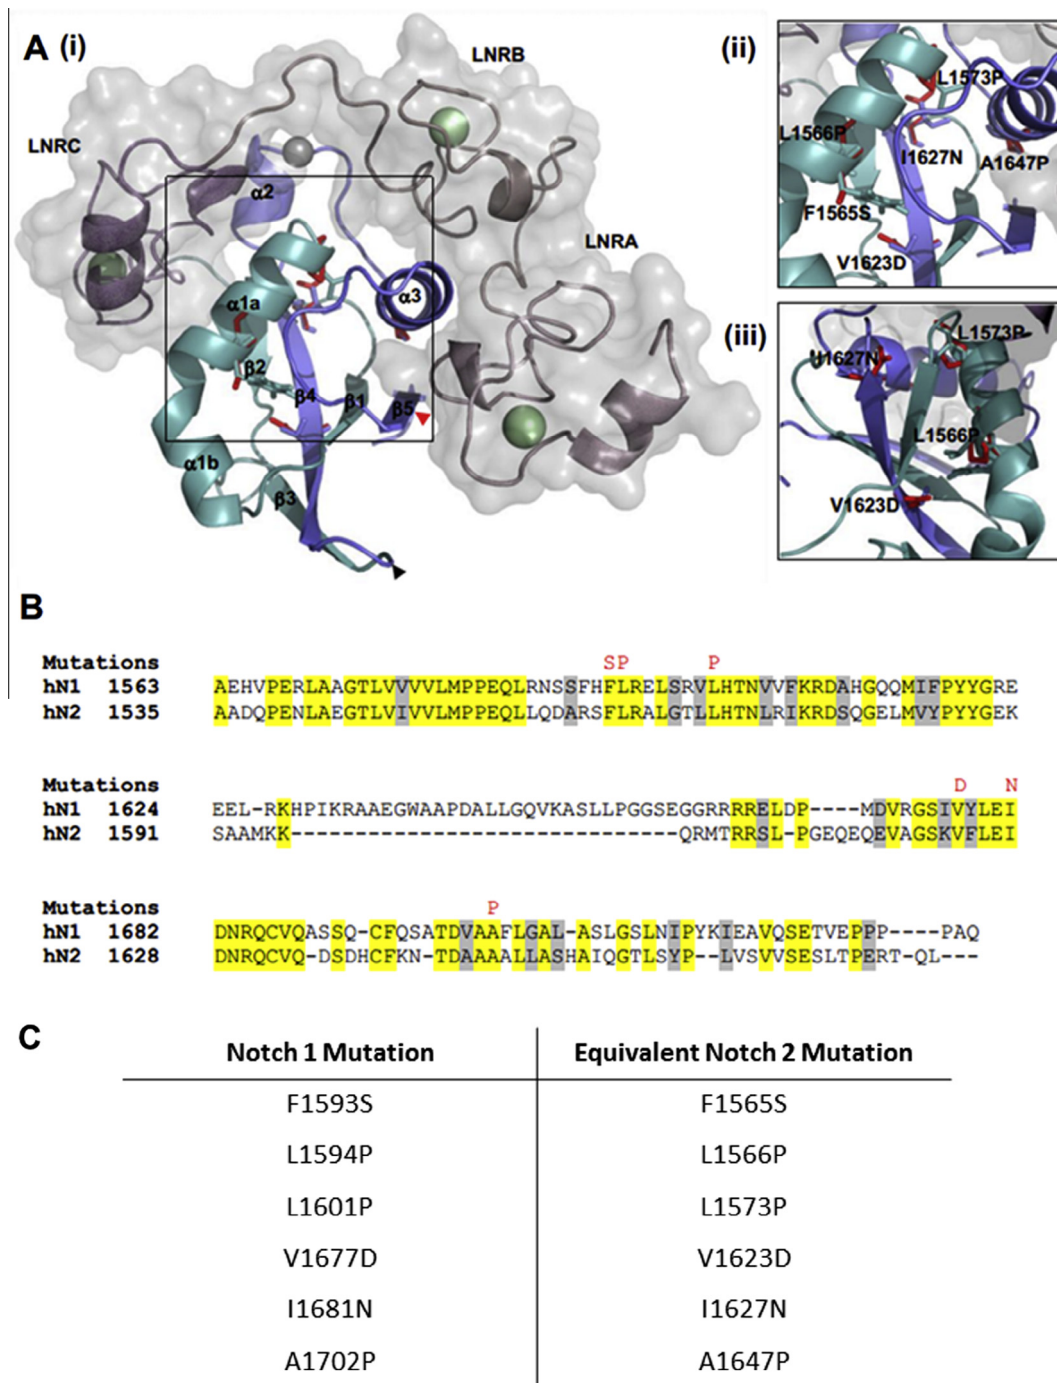 A (i)
LNRB
LNRC
α2
LNRA
α1a
α3
β2
β4
β1
β5
α1b
β3
(ii)
L1573P
L1566P
I1627N
A1647P
F1565S
V1623D
(iii)
L1573P
I1627N
L1566P
V1623D
B
Mutations SP P
hN1 1563 AEHVPERLAAGTLVVVVLMPPEQLRNSSFHFLRELSRVLHTNVVFKRDAHGQQMIFPYYGRE
hN2 1535 AADQPENLAEGTLVIVVLMPPEQLLQDARSFLRALGTLLHTNLRIKRDSQGELMVYPYYGEK
Mutations D N
hN1 1624 EEL-RKHPIKRAAEGWAAPDALLGQVKASLLPGGSEGGRRRRELDP----MDVRGSIVYLEI
hN2 1591 SAAMKK------------------------------QRMTRRSL-PGEQEQEVAGSKVFLEI
Mutations P
hN1 1682 DNRQCVQASSQ-CFQSATDVAAFLGAL-ASLGSLNIPYKIEAVQSETVEPPP----PAQ
hN2 1628 DNRQCVQ-DSDHCFKN-TDAAAALLASHAIQGTLSYP--LVSVVSESLTPERT-QL---
C
Notch 1 Mutation Equivalent Notch 2 Mutation
F1593S F1565S
L1594P L1566P
L1601P L1573P
V1677D V1623D
I1681N I1627N
A1702P A1647P